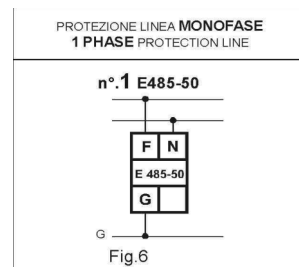 PROTEZIONE LINEA MONOFASE
1 PHASE PROTECTION LINE
n°.1 E485-50
F N
E 485-50
G
G
Fig.6